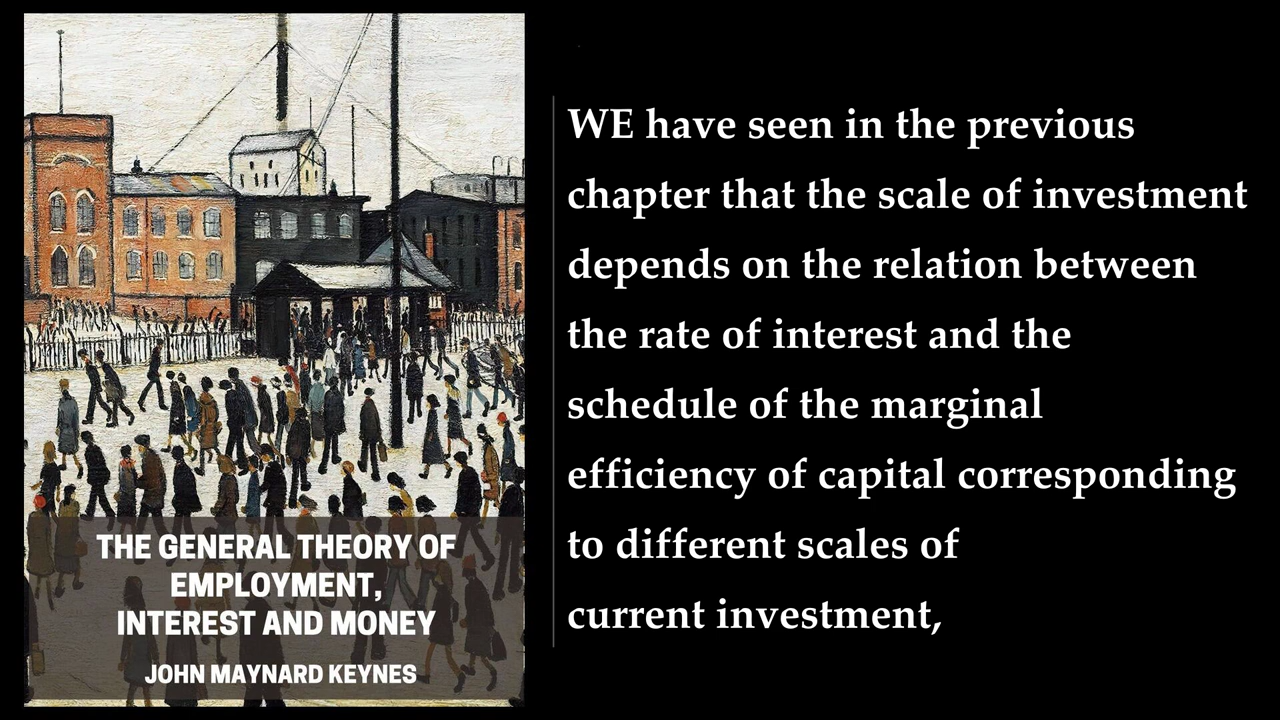 THE GENERAL THEORY OF
EMPLOYMENT,
INTEREST AND MONEY
JOHN MAYNARD KEYNES
WE have seen in the previous
chapter that the scale of investment
depends on the relation between
the rate of interest and the
schedule of the marginal
efficiency of capital corresponding
to different scales of
current investment,